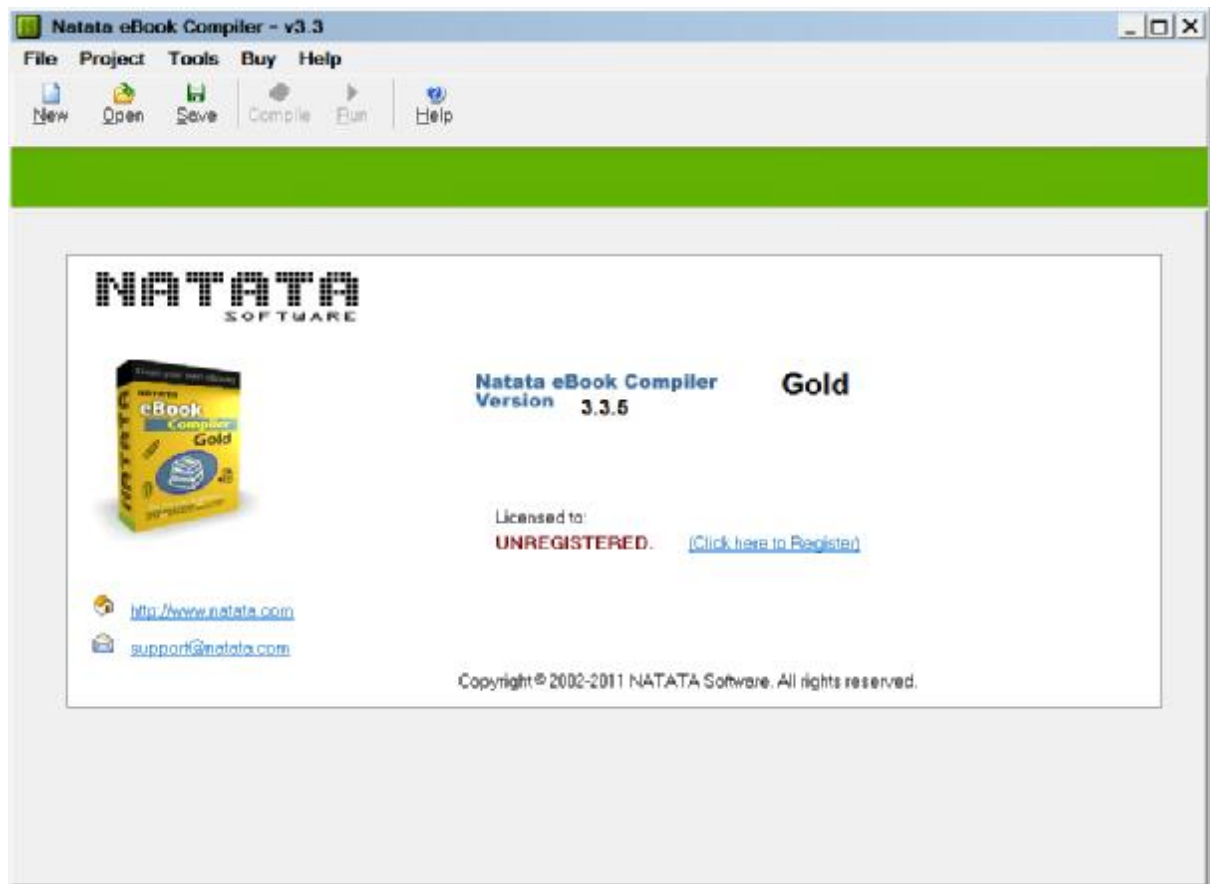 Natata eBook Compiler - v3.3
File Project Tools Buy Help
New Open Save Compile Run Help
NATATA
SOFTWARE
NATATA
eBook
Compiler
Gold
NATATA
Natata eBook Compiler Gold
Version 3.3.5
Licensed to:
UNREGISTERED. (Click here to Register)
http://www.natata.com
support@natata.com
Copyright © 2002-2011 NATATA Software. All rights reserved.